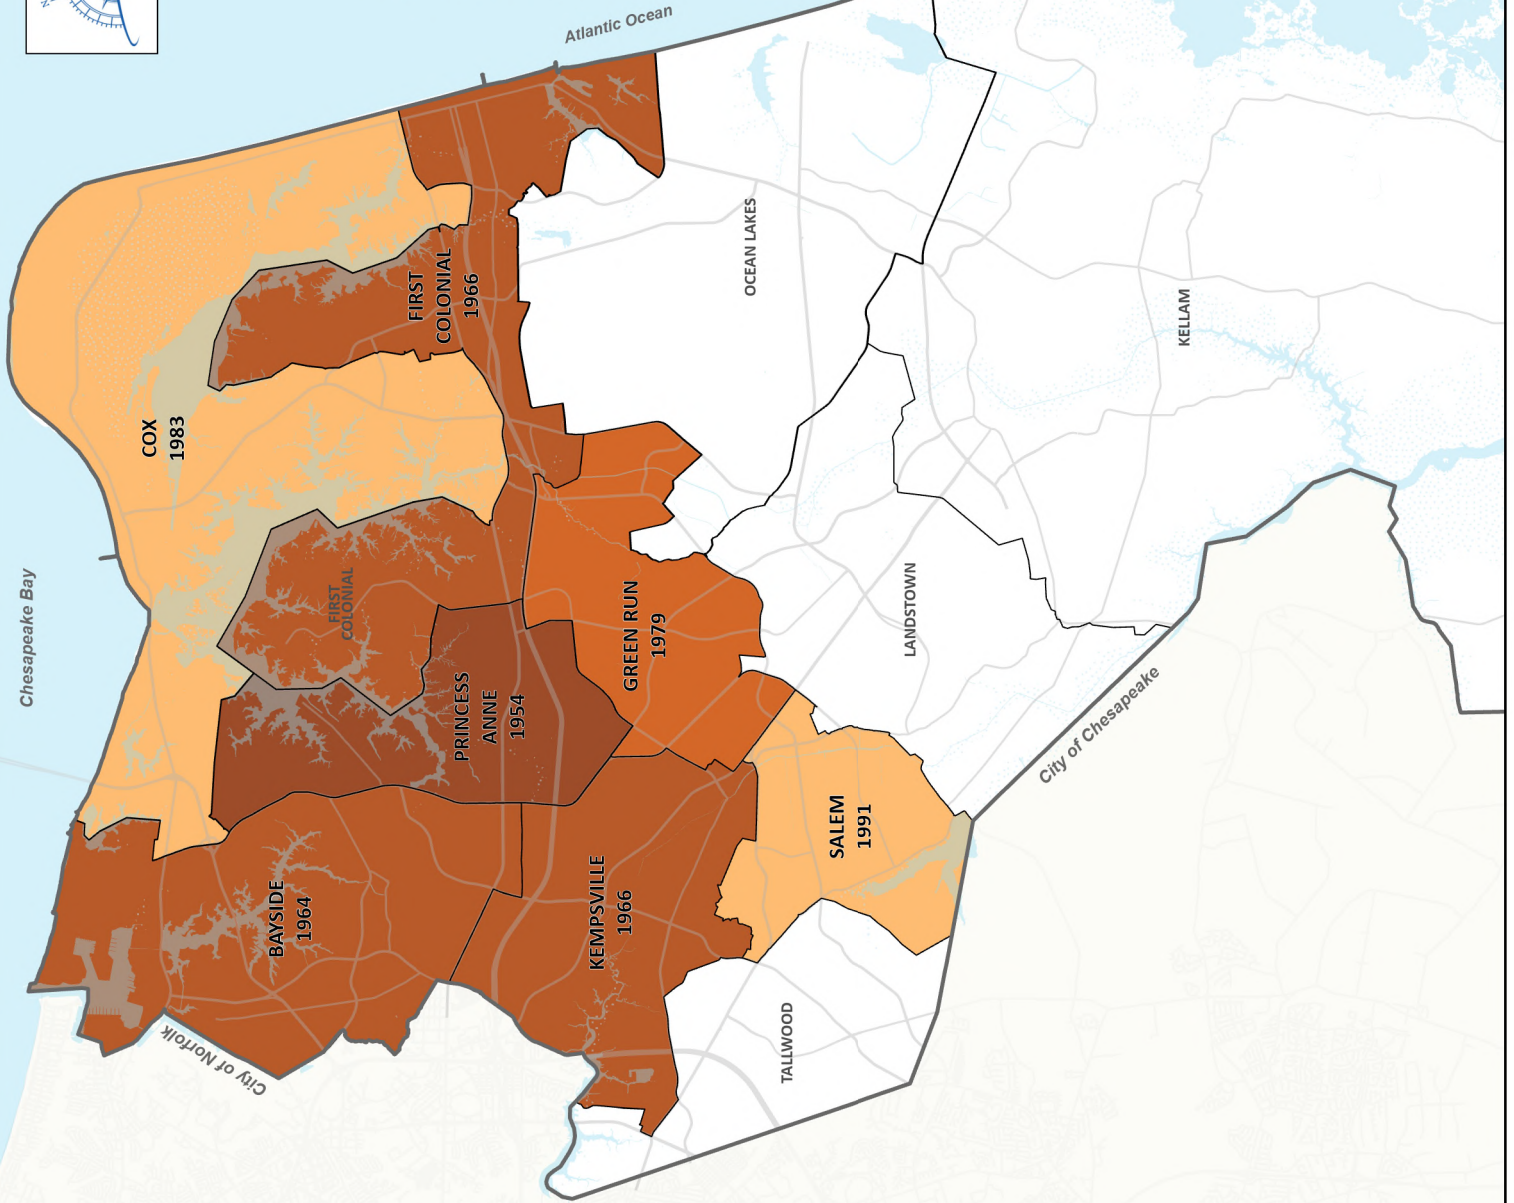 N
Atlantic Ocean
Chesapeake Bay
COX
1983
FIRST
COLONIAL
1966
OCEAN LAKES
KELLAM
FIRST
COLONIAL
PRINCESS
ANNE
1954
GREEN RUN
1979
LANDSTOWN
City of Chesapeake
BAYSIDE
1964
KEMPSVILLE
1966
SALEM
1991
TALLWOOD
City of Norfolk